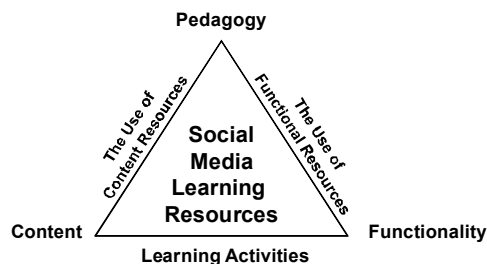 Pedagogy
The Use of
Content Resources
The Use of
Functional Resources
Social
Media
Learning
Resources
Content
Functionality
Learning Activities